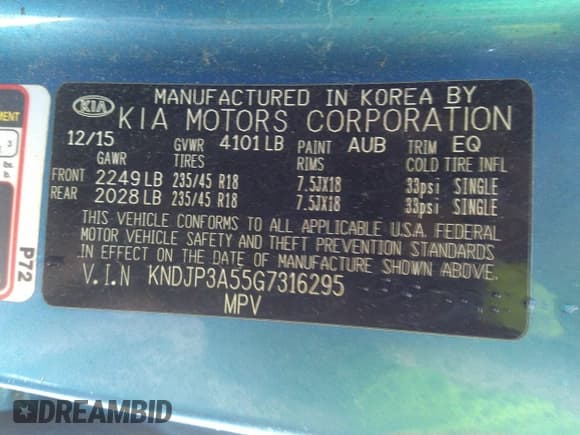 KIA
MANUFACTURED IN KOREA BY
KIA MOTORS CORPORATION
12/15 GVWR 4101 LB PAINT AUB TRIM EQ
GAWR TIRES RIMS COLD TIRE INFL
FRONT 2249 LB 235/45 R18 7.5JX18 33psi SINGLE
REAR 2028 LB 235/45 R18 7.5JX18 33psi SINGLE
THIS VEHICLE CONFORMS TO ALL APPLICABLE U.S.A. FEDERAL
MOTOR VEHICLE SAFETY AND THEFT PREVENTION STANDARDS
IN EFFECT ON THE DATE OF MANUFACTURE SHOWN ABOVE.
V.I.N KNDJP3A55G7316295
MPV
P72
DREAMBID